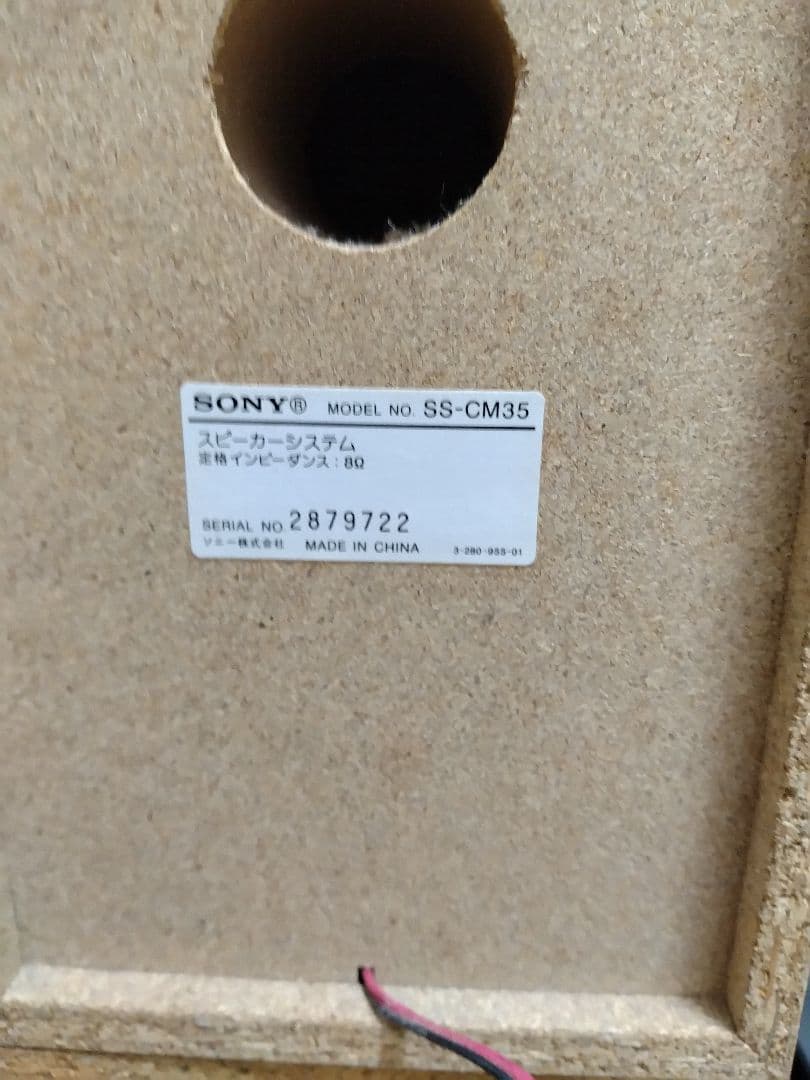 SONY® MODEL NO. SS-CM35
スピーカーシステム
定格インピーダンス：8Ω
SERIAL NO. 2879722
ソニー株式会社 MADE IN CHINA 3-280-955-01